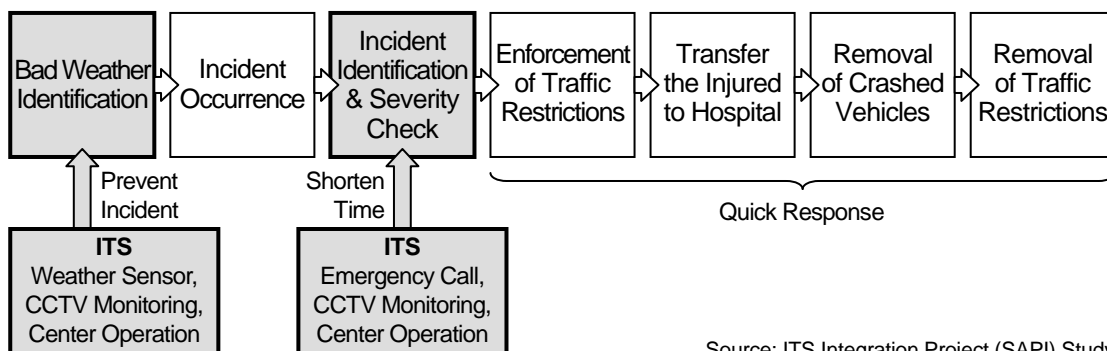 Bad Weather
Identification
Incident
Occurrence
Incident
Identification
& Severity
Check
Enforcement
of Traffic
Restrictions
Transfer
the Injured
to Hospital
Removal
of Crashed
Vehicles
Removal
of Traffic
Restrictions
Prevent
Incident
Shorten
Time
Quick Response
ITS
Weather Sensor,
CCTV Monitoring,
Center Operation
ITS
Emergency Call,
CCTV Monitoring,
Center Operation
Source: ITS Integration Project (SAPI) Study